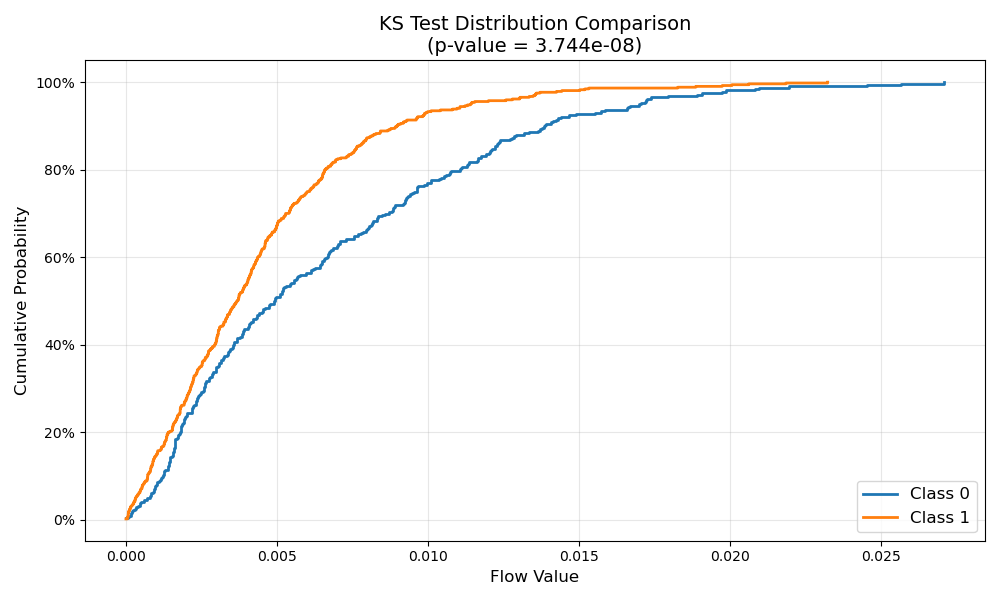 KS Test Distribution Comparison
(p-value = 3.744e-08)
Cumulative Probability
100%
80%
60%
40%
20%
0%
0.000 0.005 0.010 0.015 0.020 0.025
Flow Value
Class 0
Class 1